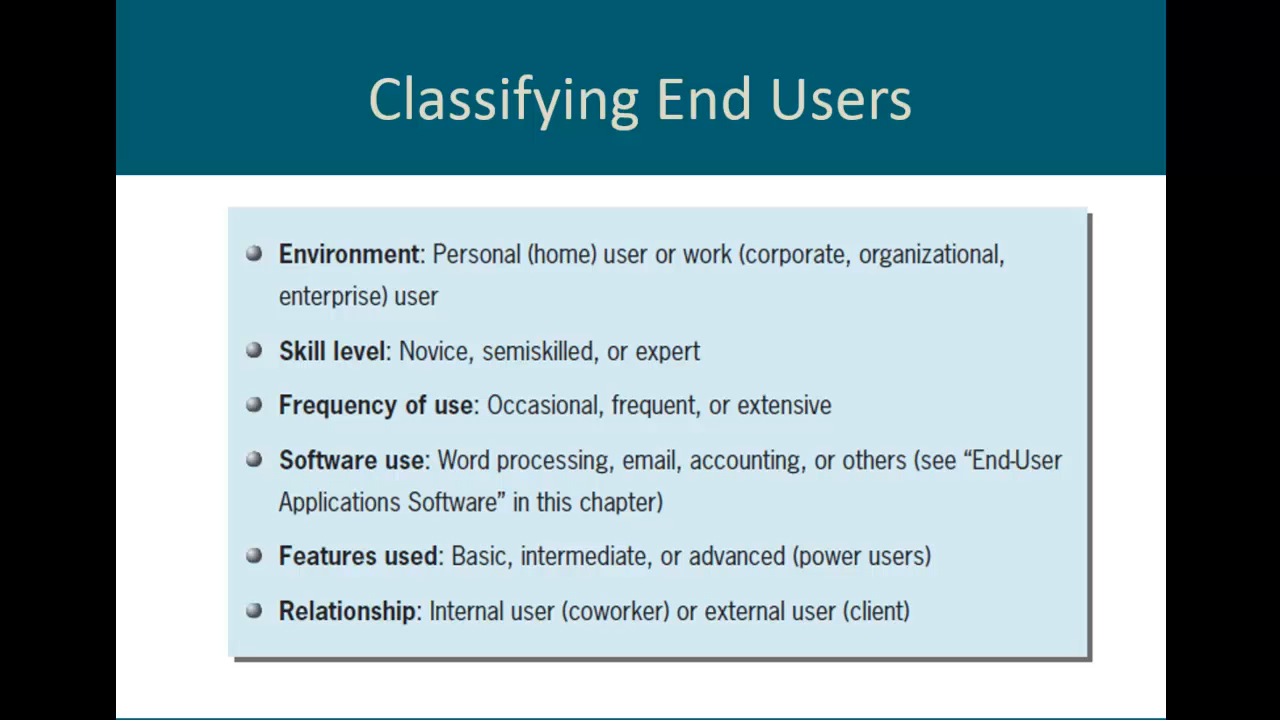 Classifying End Users
Environment: Personal (home) user or work (corporate, organizational,
enterprise) user
Skill level: Novice, semiskilled, or expert
Frequency of use: Occasional, frequent, or extensive
Software use: Word processing, email, accounting, or others (see “End-User
Applications Software” in this chapter)
Features used: Basic, intermediate, or advanced (power users)
Relationship: Internal user (coworker) or external user (client)